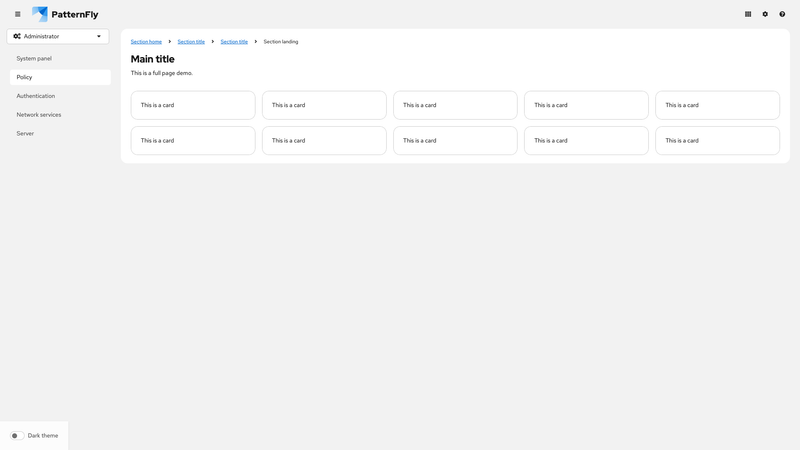 PatternFly
Administrator
System panel
Policy
Authentication
Network services
Server
Section home Section title Section title Section landing
Main title
This is a full page demo.
This is a card This is a card This is a card This is a card This is a card
This is a card This is a card This is a card This is a card This is a card
Dark theme